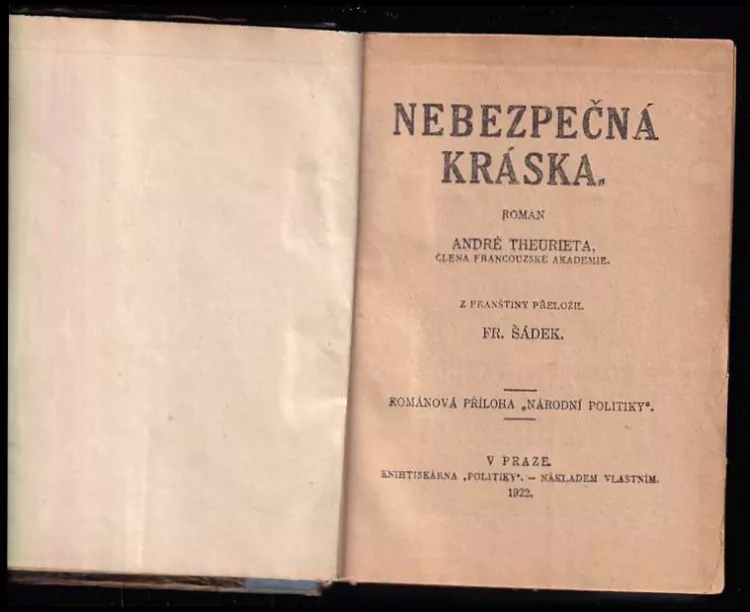 NEBEZPEČNÁ
KRÁSKA.
ROMAN
ANDRÉ THEURIETA,
ČLENA FRANCOUZSKÉ AKADEMIE.
Z FRANŠTINY PŘELOŽIL
FR. ŠÁDEK.
ROMÁNOVÁ PŘÍLOHA „NÁRODNÍ POLITIKY“.
V PRAZE.
KNIHTISKÁRNA „POLITIKY“. — NÁKLADEM VLASTNÍM.
1922.